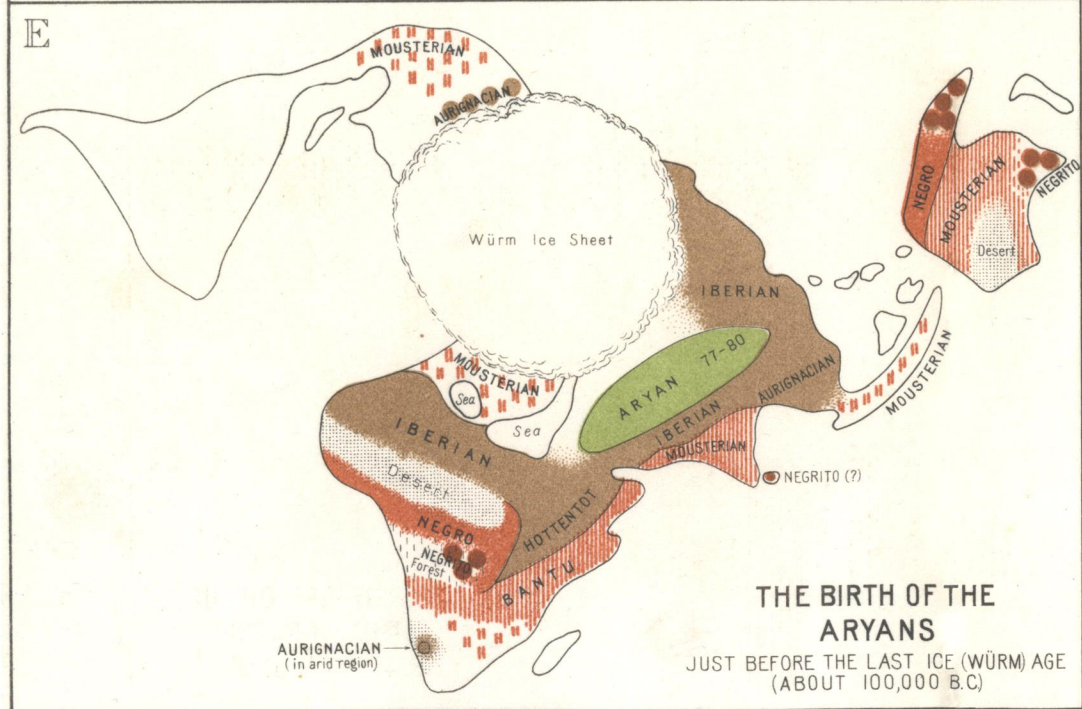 E
MOUSTERIAN
AURIGNACIAN
Würm Ice Sheet
NEGRO
MOUSTERIAN
NEGRITO
Desert
IBERIAN
ARYAN 77-80
IBERIAN
AURIGNACIAN
MOUSTERIAN
MOUSTERIAN
MOUSTERIAN
Sea
Sea
IBERIAN
Desert
NEGRO
NEGRITO
Forest
HOTTENTOT
BANTU
NEGRITO (?)
AURIGNACIAN
(in arid region)
THE BIRTH OF THE
ARYANS
JUST BEFORE THE LAST ICE (WÜRM) AGE
(ABOUT 100,000 B.C)